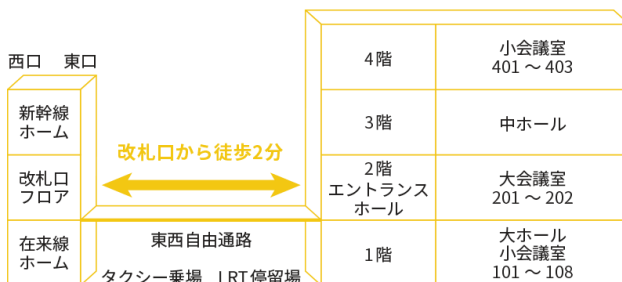 西口 東口
新幹線
ホーム
改札口
フロア
在来線
ホーム
改札口から徒歩2分
東西自由通路
タクシー乗場 LRT停留場
4階
小会議室
401 ～ 403
3階
中ホール
2階
エントランス
ホール
大会議室
201 ～ 202
1階
大ホール
小会議室
101 ～ 108